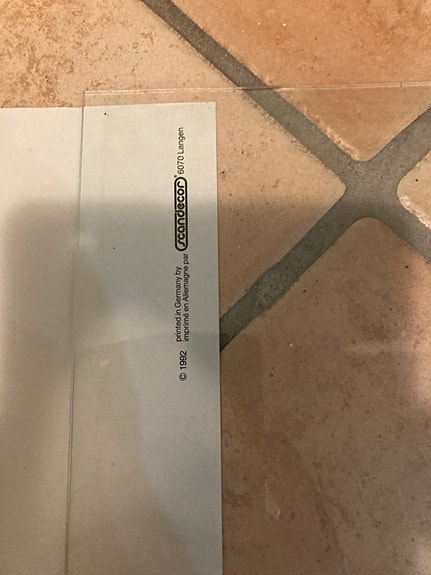 © 1992 printed in Germany by
imprimé en Allemagne par scandecor® 6070 Langen